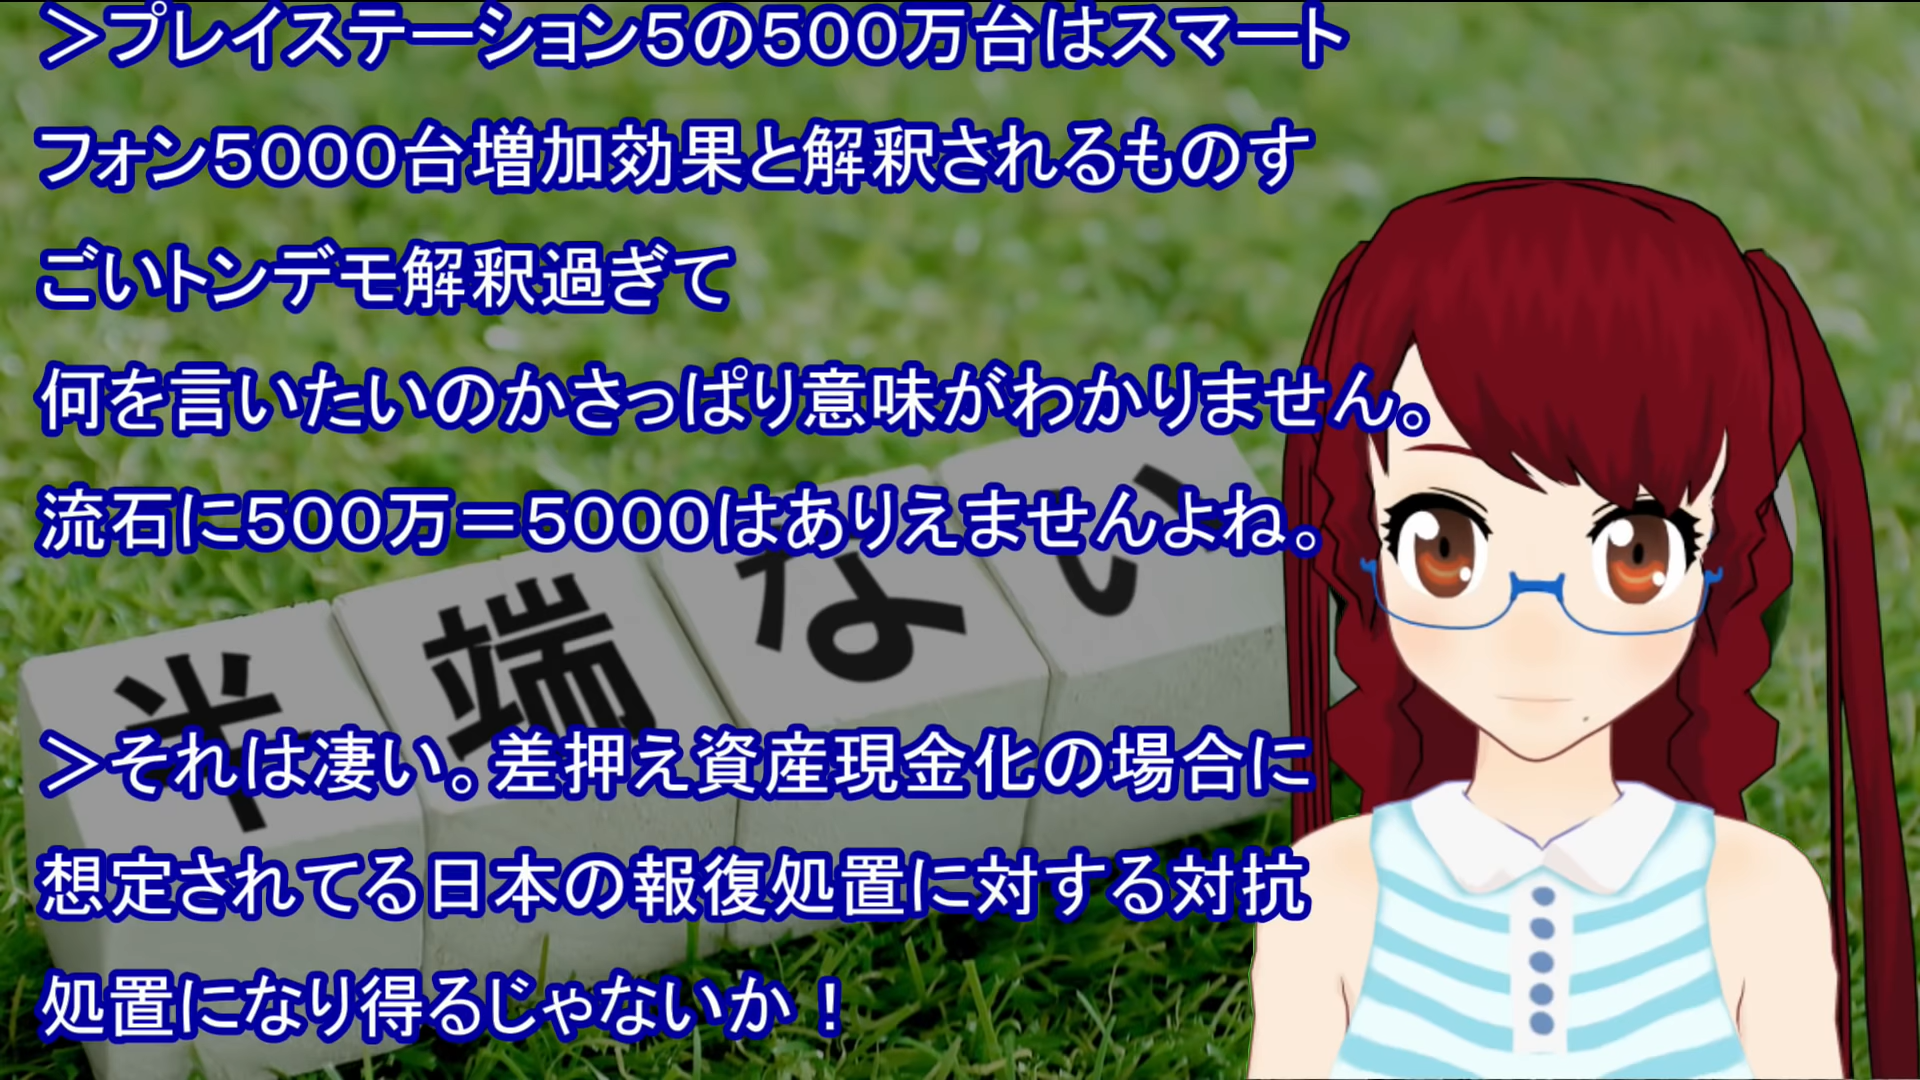 ＞プレイステーション５の５００万台はスマート
フォン５０００台増加効果と解釈されるものす
ごいトンデモ解釈過ぎて
何を言いたいのかさっぱり意味がわかりません。
流石に５００万＝５０００はありえませんよね。
半端ない
＞それは凄い。差押え資産現金化の場合に
想定されてる日本の報復処置に対する対抗
処置になり得るじゃないか！